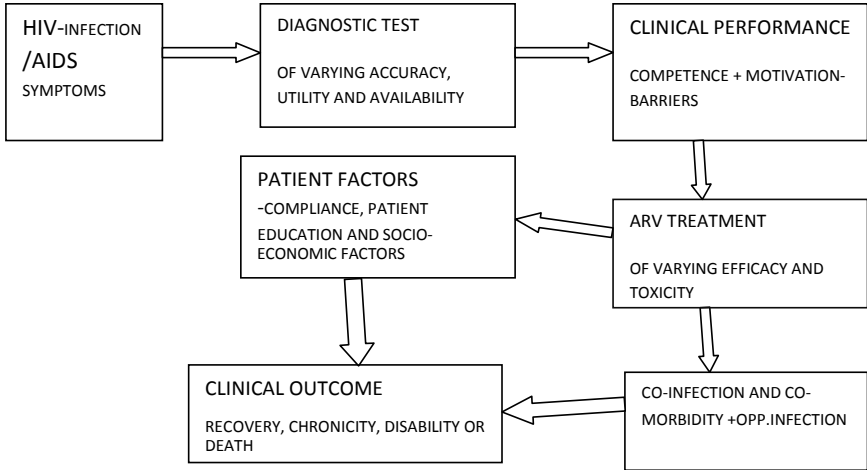 HIV-INFECTION
/AIDS
SYMPTOMS
DIAGNOSTIC TEST
OF VARYING ACCURACY,
UTILITY AND AVAILABILITY
CLINICAL PERFORMANCE
COMPETENCE + MOTIVATION-
BARRIERS
PATIENT FACTORS
-COMPLIANCE, PATIENT
EDUCATION AND SOCIO-
ECONOMIC FACTORS
ARV TREATMENT
OF VARYING EFFICACY AND
TOXICITY
CLINICAL OUTCOME
RECOVERY, CHRONICITY, DISABILITY OR
DEATH
CO-INFECTION AND CO-
MORBIDITY +OPP.INFECTION